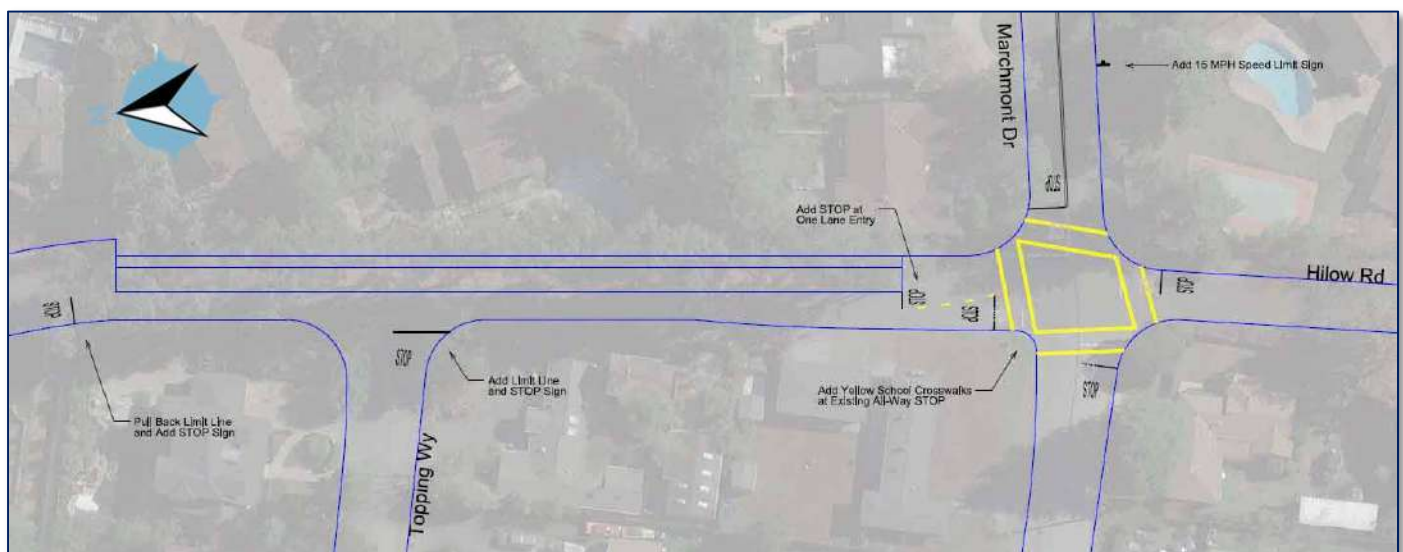 Marchmont Dr
Add 15 MPH Speed Limit Sign
STOP
Add STOP at
One Lane Entry
Hilow Rd
STOP
STOP
STOP
STOP
STOP
Add Limit Line
and STOP Sign
Add Yellow School Crosswalks
at Existing All-Way STOP
STOP
Pull Back Limit Line
and Add STOP Sign
Topping Wy